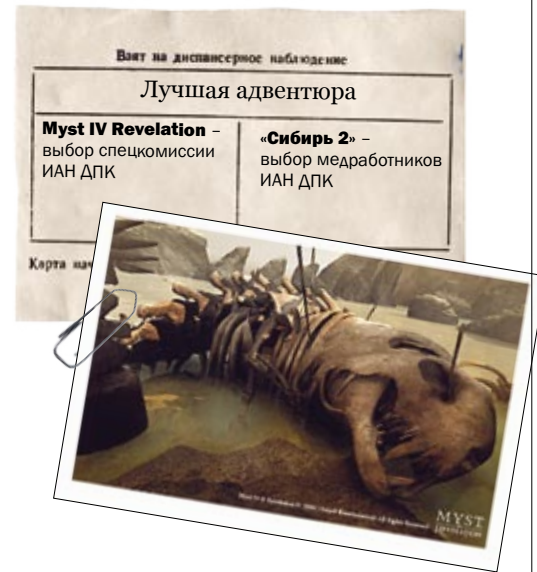 Взят на диспансерное наблюдение
Лучшая адвентюра
Myst IV Revelation –
выбор спецкомиссии
ИАН ДПК
«Сибирь 2» –
выбор медработников
ИАН ДПК
Карта
MYST